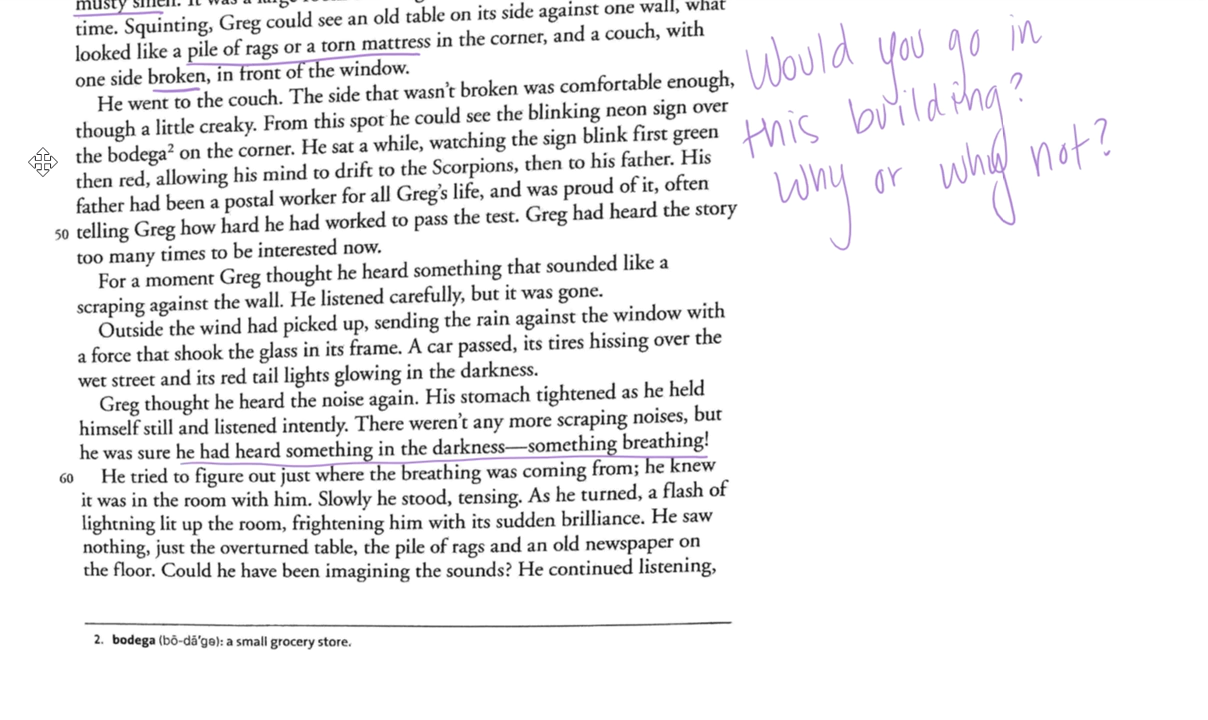 musty smell. It was a large
time. Squinting, Greg could see an old table on its side against one wall, what
looked like a pile of rags or a torn mattress in the corner, and a couch, with
one side broken, in front of the window.
He went to the couch. The side that wasn't broken was comfortable enough,
though a little creaky. From this spot he could see the blinking neon sign over
the bodega² on the corner. He sat a while, watching the sign blink first green
then red, allowing his mind to drift to the Scorpions, then to his father. His
father had been a postal worker for all Greg's life, and was proud of it, often
50 telling Greg how hard he had worked to pass the test. Greg had heard the story
too many times to be interested now.
For a moment Greg thought he heard something that sounded like a
scraping against the wall. He listened carefully, but it was gone.
Outside the wind had picked up, sending the rain against the window with
a force that shook the glass in its frame. A car passed, its tires hissing over the
wet street and its red tail lights glowing in the darkness.
Greg thought he heard the noise again. His stomach tightened as he held
himself still and listened intently. There weren't any more scraping noises, but
he was sure he had heard something in the darkness—something breathing!
60 He tried to figure out just where the breathing was coming from; he knew
it was in the room with him. Slowly he stood, tensing. As he turned, a flash of
lightning lit up the room, frightening him with its sudden brilliance. He saw
nothing, just the overturned table, the pile of rags and an old newspaper on
the floor. Could he have been imagining the sounds? He continued listening,
2. bodega (bō-dā'gə): a small grocery store.
Would you go in
this building?
Why or why not?